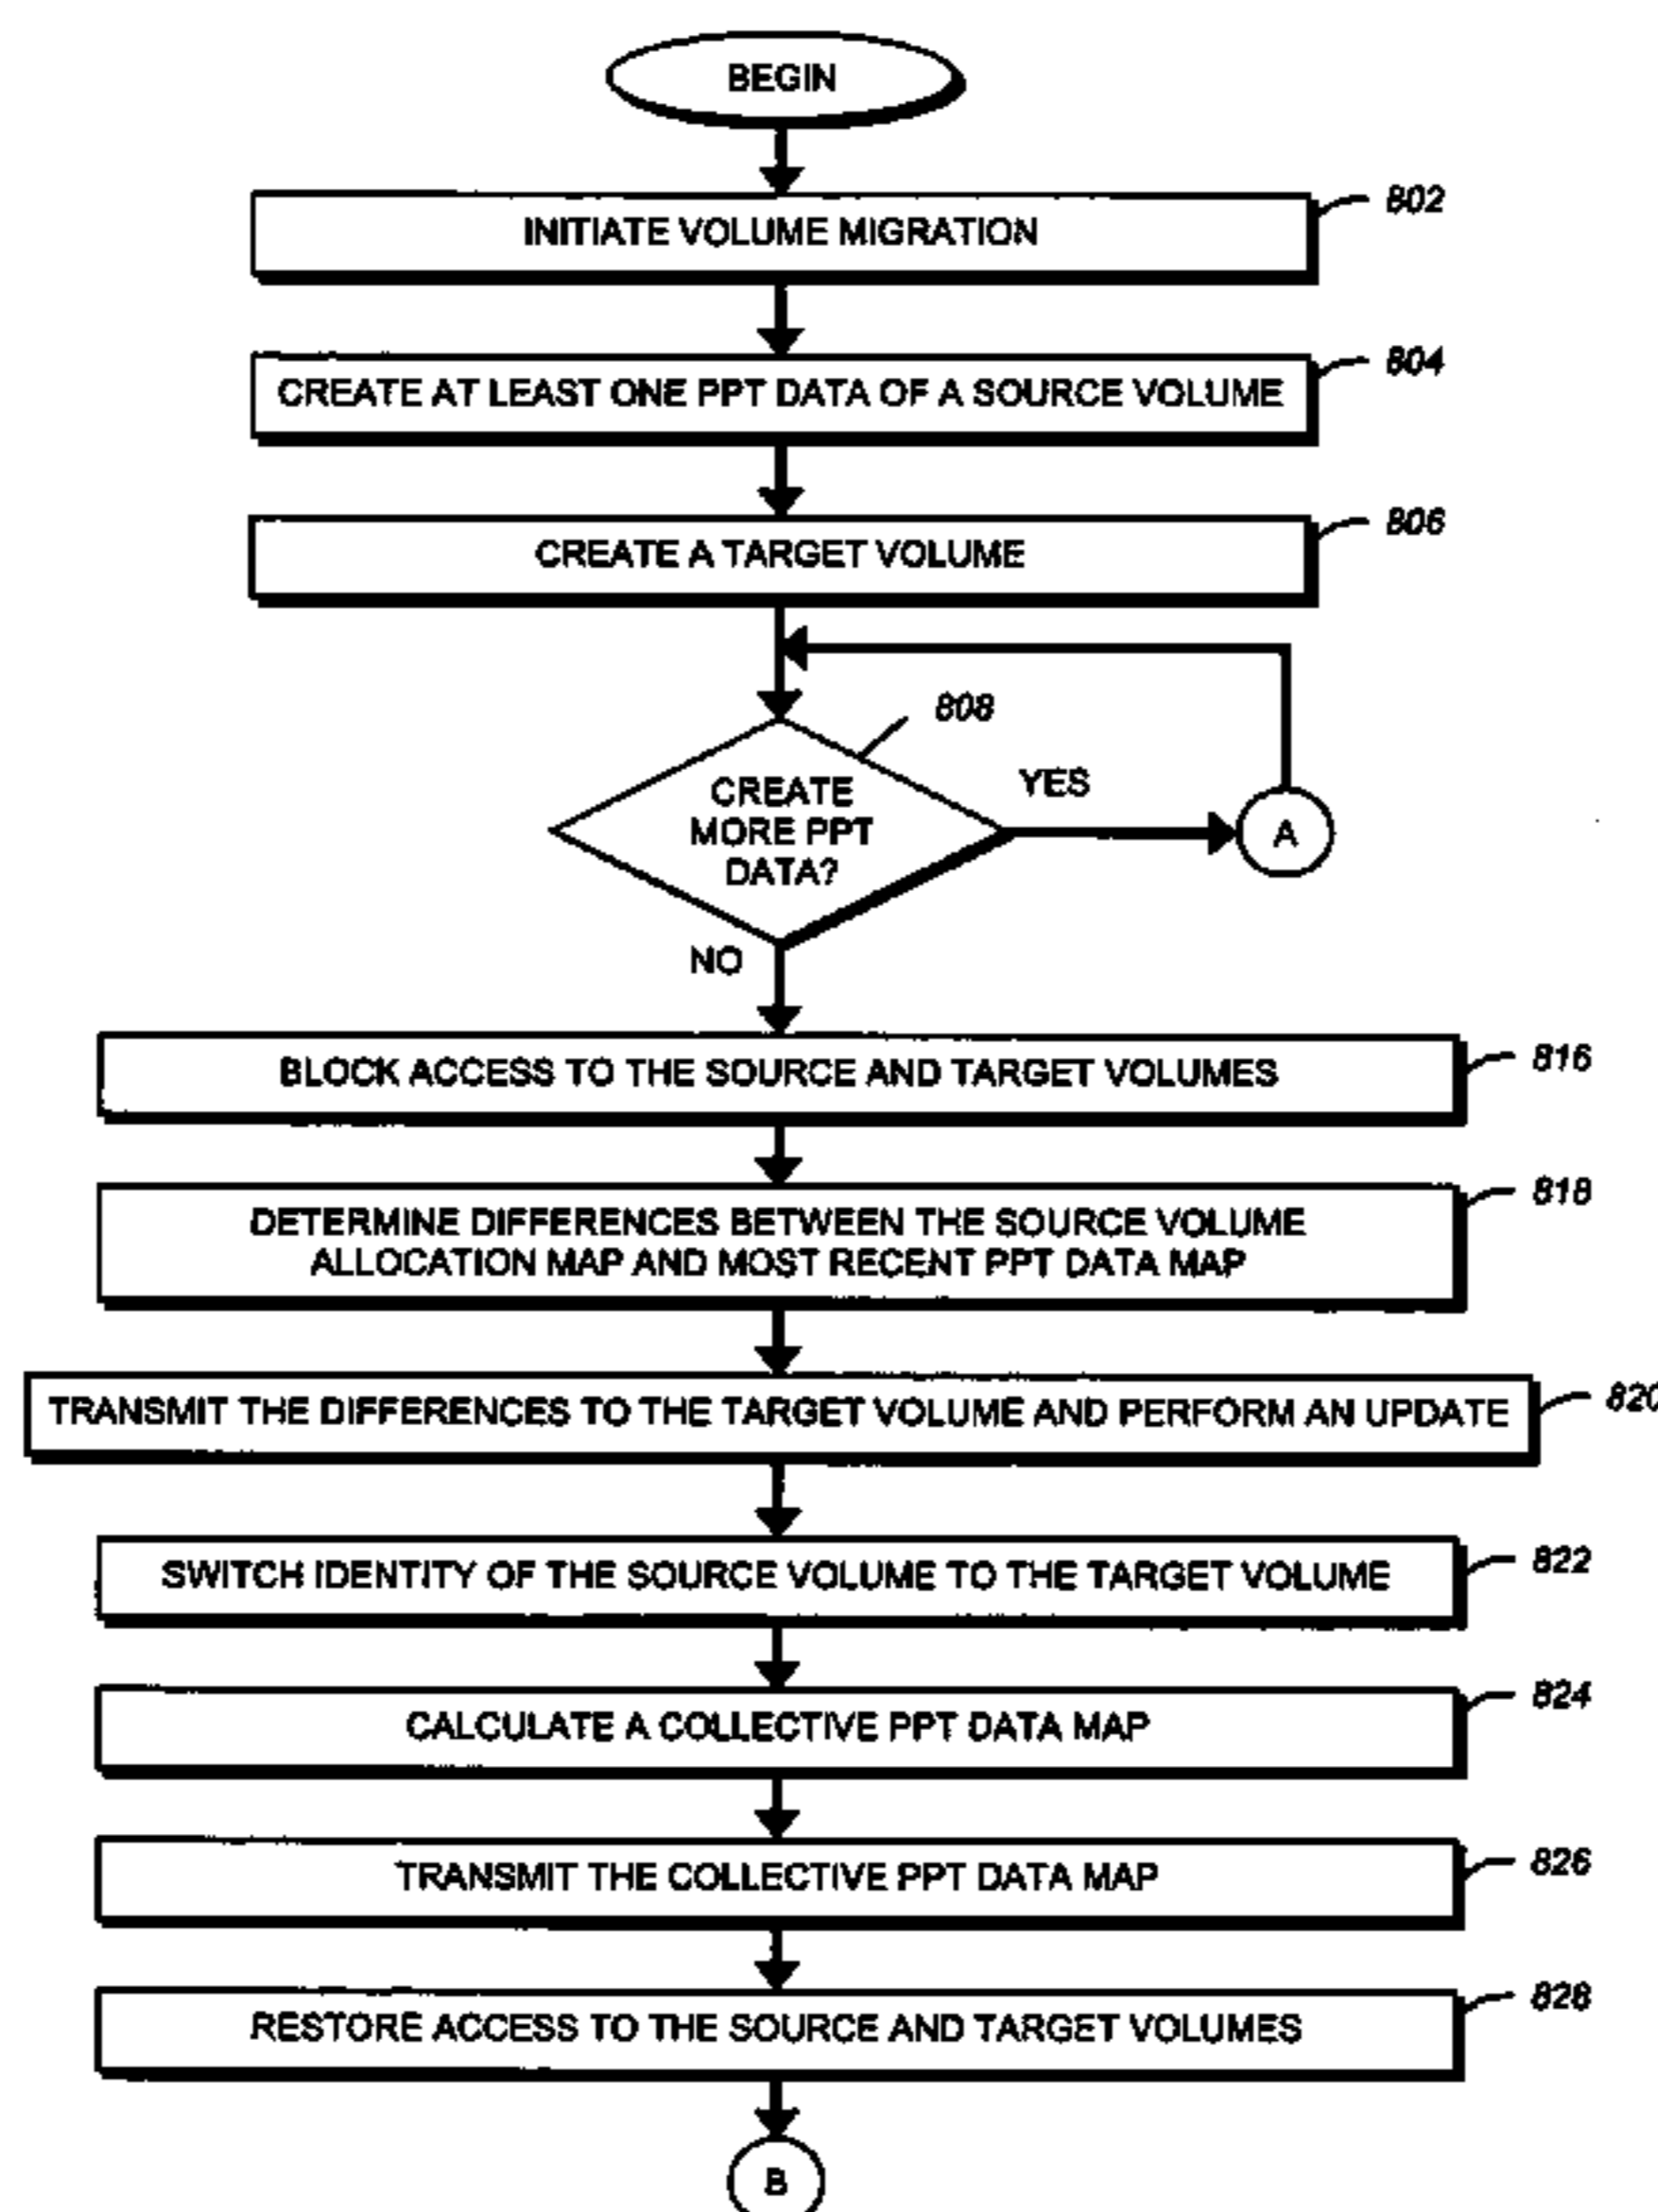 BEGIN
INITIATE VOLUME MIGRATION
802
CREATE AT LEAST ONE PPT DATA OF A SOURCE VOLUME
804
CREATE A TARGET VOLUME
806
808
CREATE
MORE PPT
DATA?
YES
A
NO
BLOCK ACCESS TO THE SOURCE AND TARGET VOLUMES
816
DETERMINE DIFFERENCES BETWEEN THE SOURCE VOLUME
ALLOCATION MAP AND MOST RECENT PPT DATA MAP
818
TRANSMIT THE DIFFERENCES TO THE TARGET VOLUME AND PERFORM AN UPDATE
820
SWITCH IDENTITY OF THE SOURCE VOLUME TO THE TARGET VOLUME
822
CALCULATE A COLLECTIVE PPT DATA MAP
824
TRANSMIT THE COLLECTIVE PPT DATA MAP
826
RESTORE ACCESS TO THE SOURCE AND TARGET VOLUMES
828
B